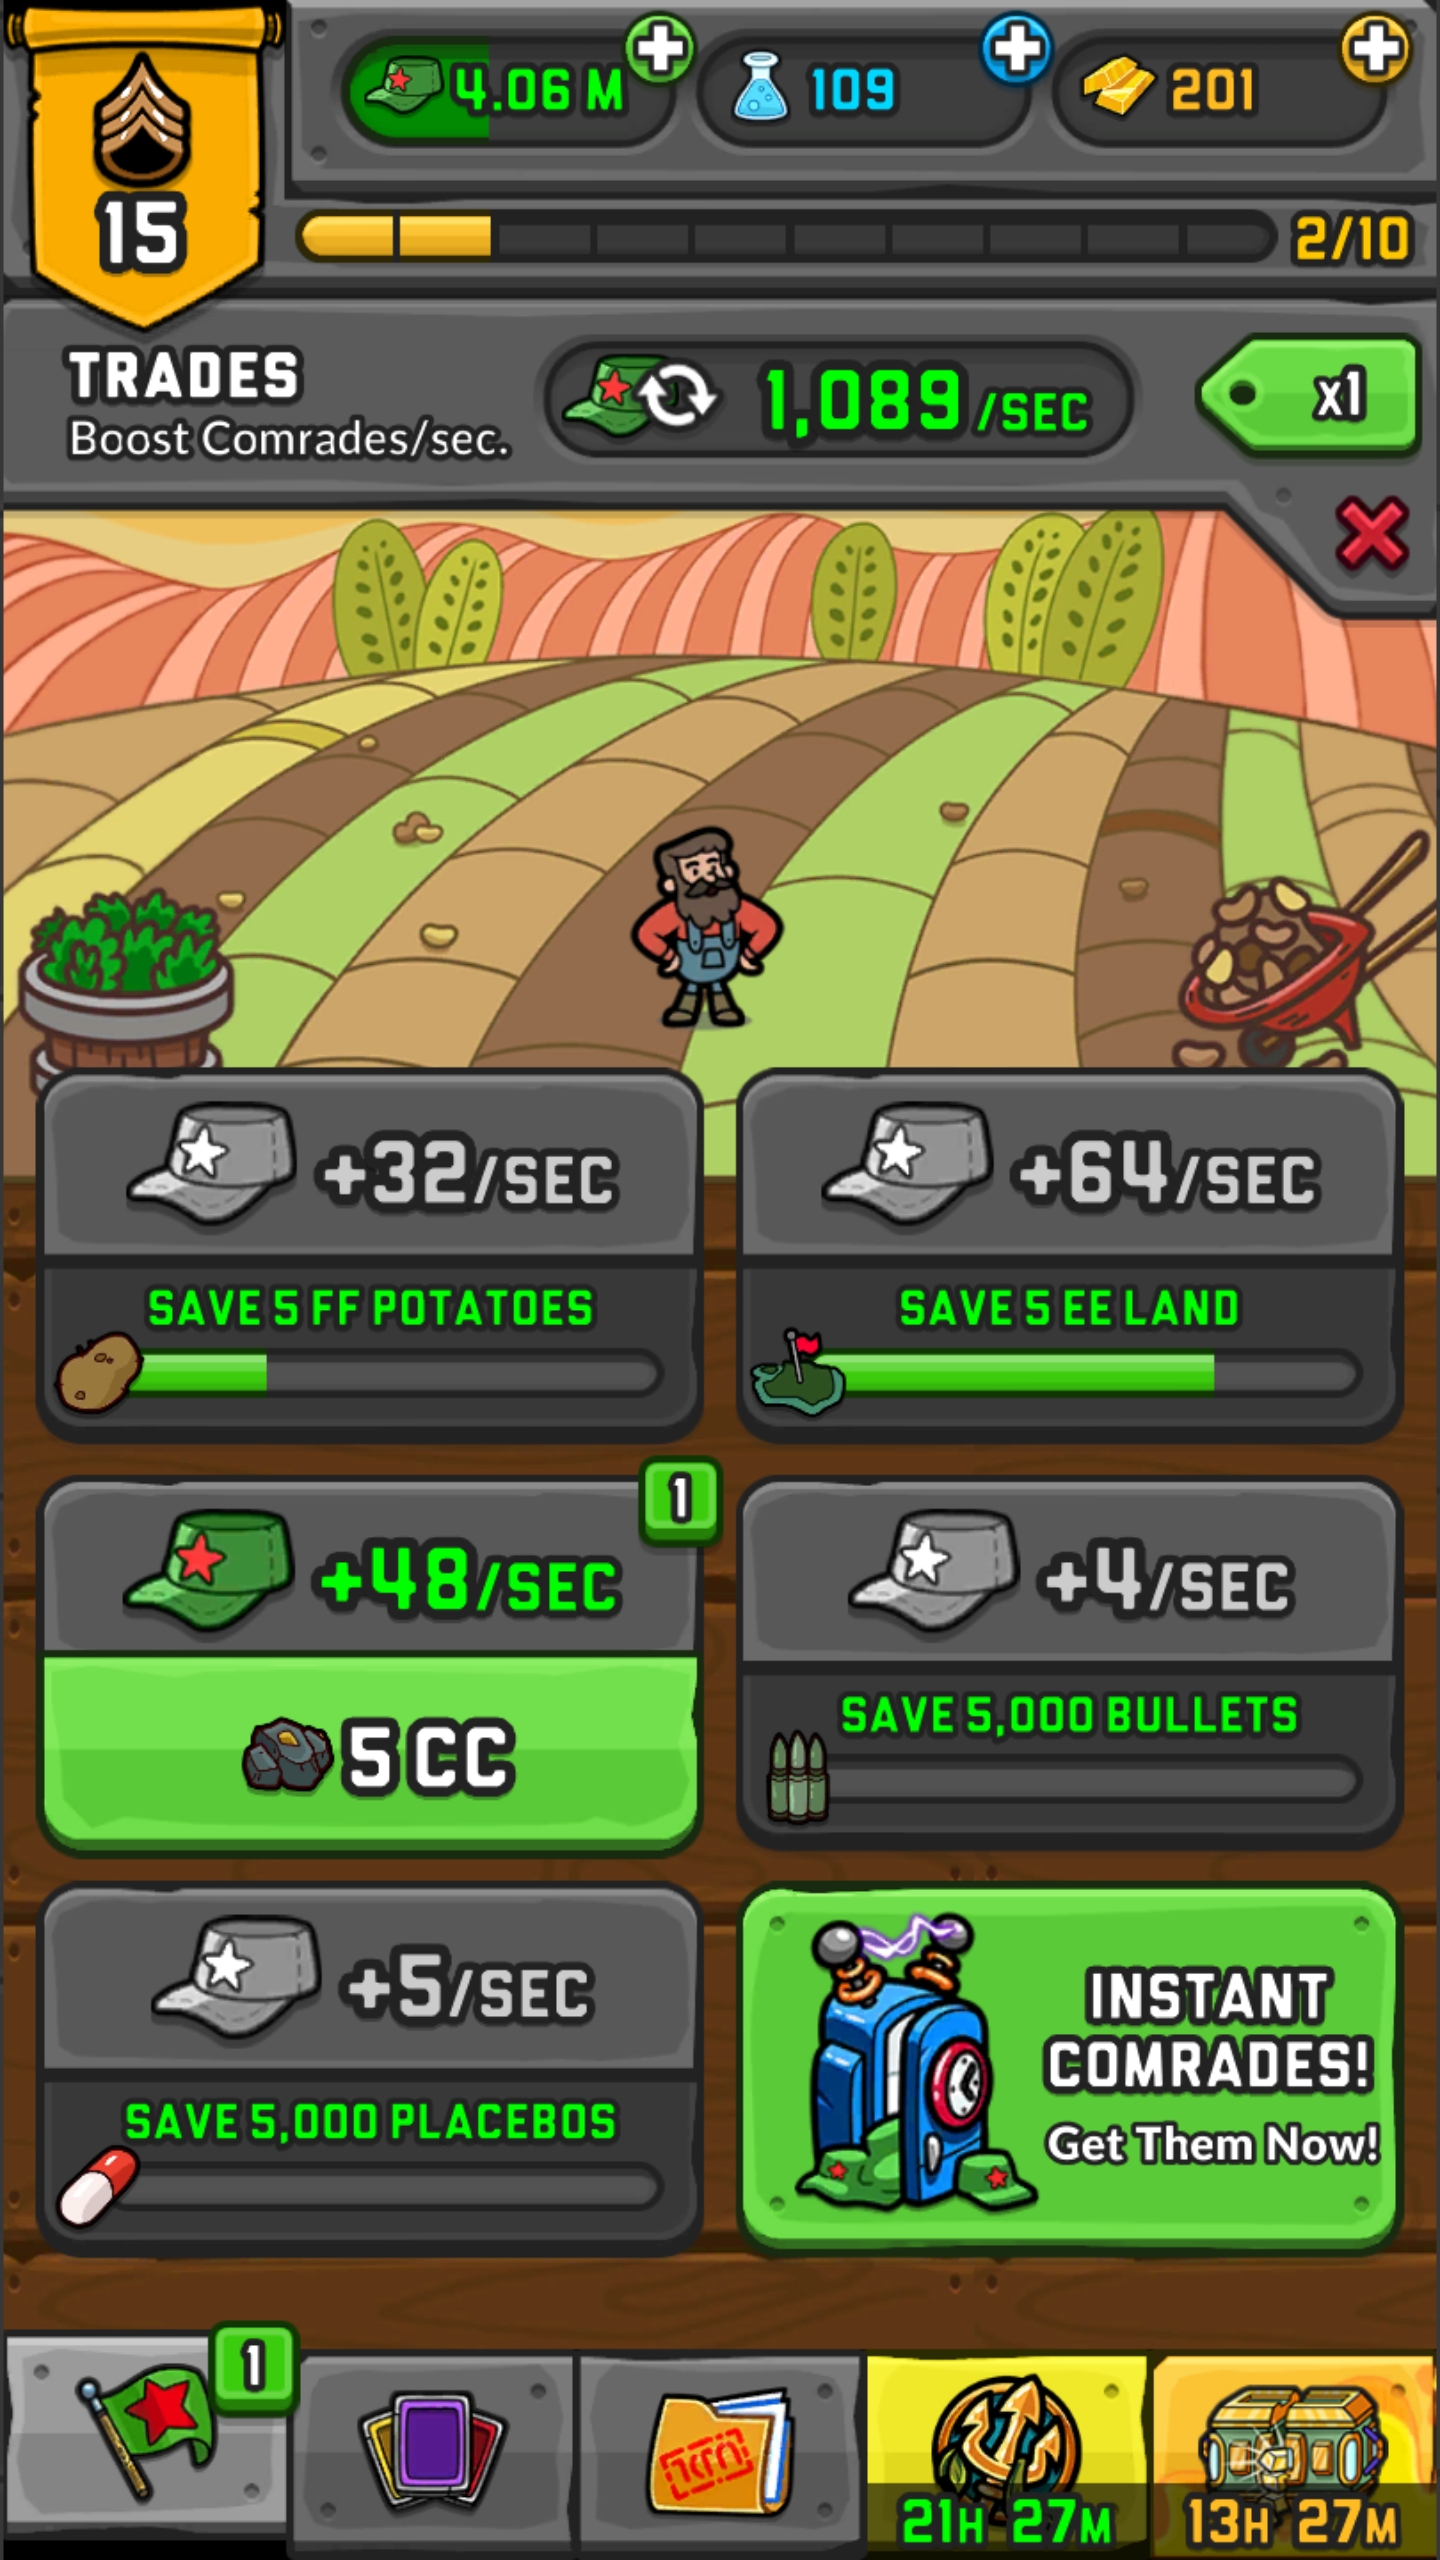 4.06 M
109
201
15
2/10
TRADES
Boost Comrades/sec.
1,089 /SEC
x1
+32/SEC
+64/SEC
SAVE 5 FF POTATOES
SAVE 5 EE LAND
1
+48/SEC
+4/SEC
5 CC
SAVE 5,000 BULLETS
+5/SEC
INSTANT
COMRADES!
Get Them Now!
SAVE 5,000 PLACEBOS
1
21H 27M
13H 27M